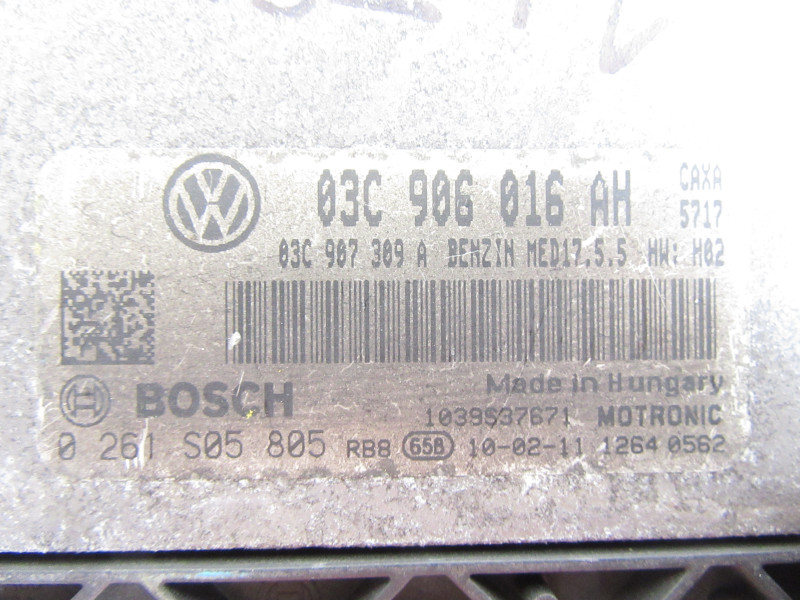 03C 906 016 AH CAXA
5717
03C 907 309 A BENZIN MED17.5.5 HW: H02
Made in Hungary
BOSCH
1039S37671 MOTRONIC
0 261 S05 805 RB8 65B 10-02-11 1264 0562